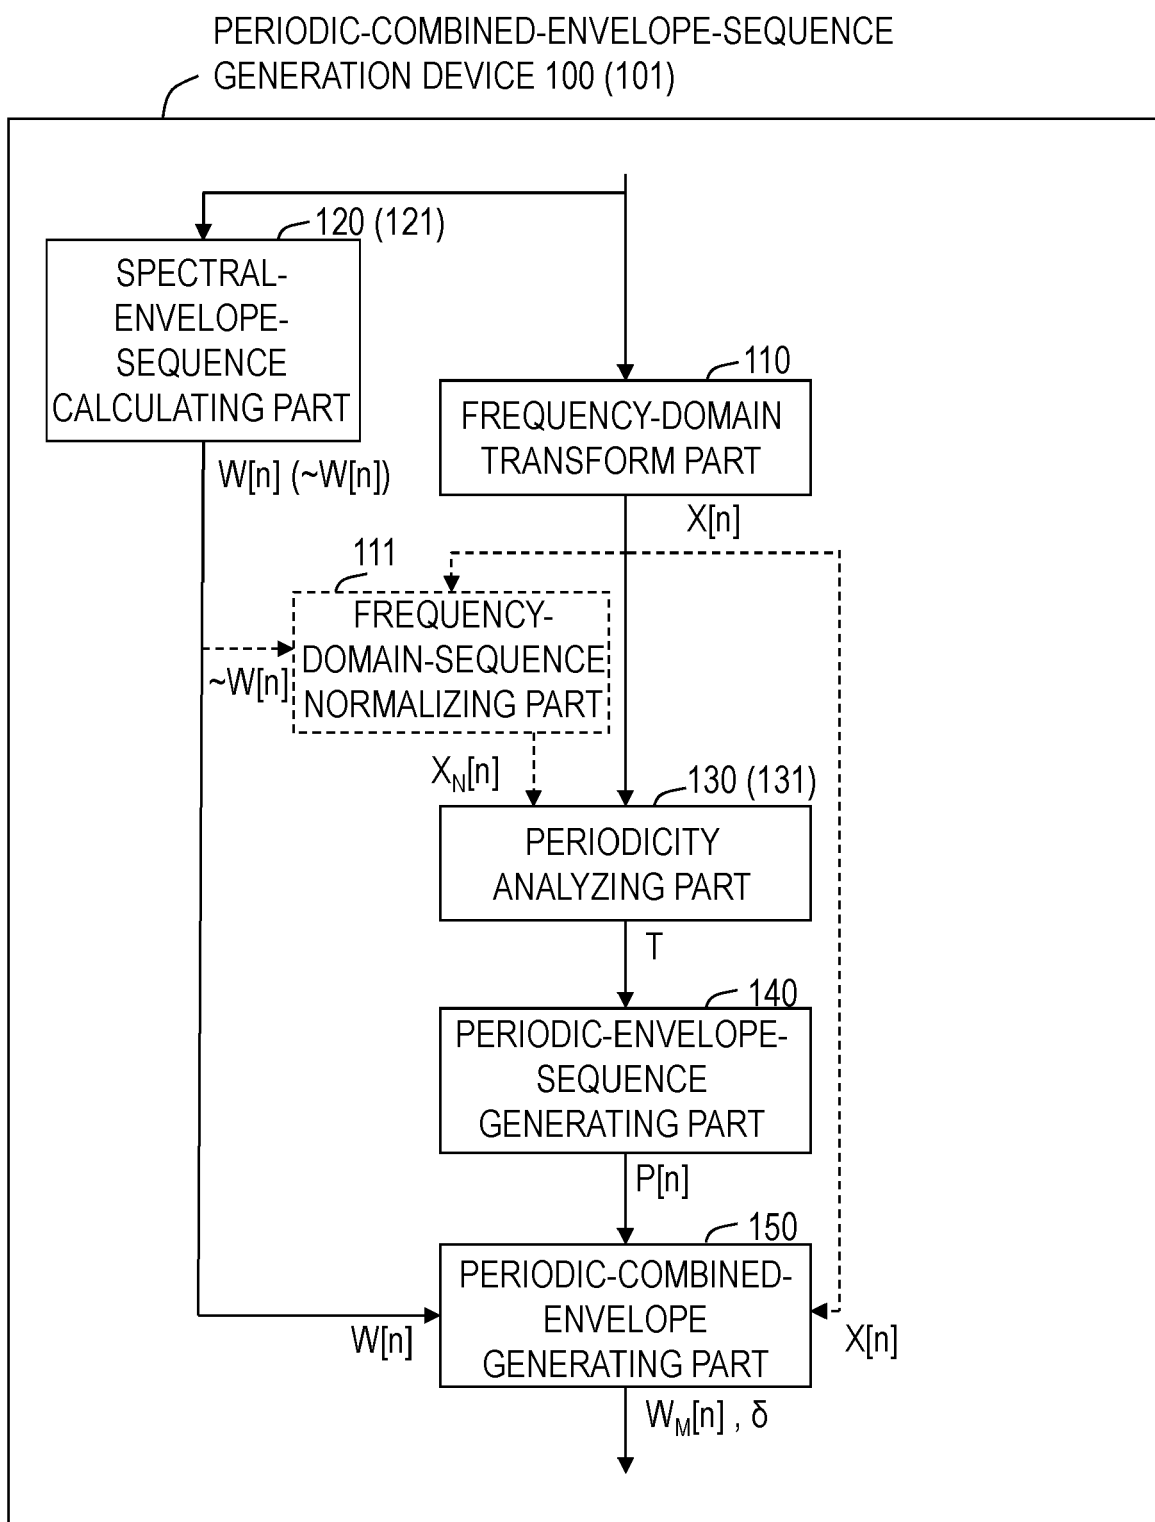 PERIODIC-COMBINED-ENVELOPE-SEQUENCE
GENERATION DEVICE 100 (101)
120 (121)
SPECTRAL-
ENVELOPE-
SEQUENCE
CALCULATING PART
W[n] (~W[n])
110
FREQUENCY-DOMAIN
TRANSFORM PART
X[n]
111
FREQUENCY-
DOMAIN-SEQUENCE
NORMALIZING PART
~W[n]
X_N[n]
130 (131)
PERIODICITY
ANALYZING PART
T
140
PERIODIC-ENVELOPE-
SEQUENCE
GENERATING PART
P[n]
150
PERIODIC-COMBINED-
ENVELOPE
GENERATING PART
W[n]
X[n]
W_M[n] , δ